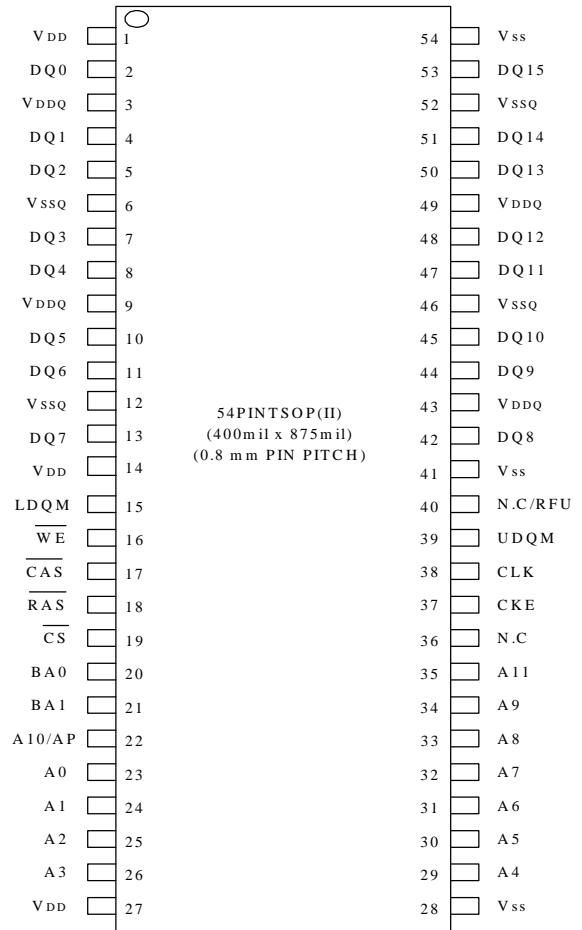 VDD 1 54 Vss
DQ0 2 53 DQ15
VDDQ 3 52 VSSQ
DQ1 4 51 DQ14
DQ2 5 50 DQ13
VSSQ 6 49 VDDQ
DQ3 7 48 DQ12
DQ4 8 47 DQ11
VDDQ 9 46 VSSQ
DQ5 10 45 DQ10
DQ6 11 44 DQ9
VSSQ 12 43 VDDQ
DQ7 13 42 DQ8
VDD 14 41 Vss
LDQM 15 40 N.C/RFU
WE 16 39 UDQM
CAS 17 38 CLK
RAS 18 37 CKE
CS 19 36 N.C
BA0 20 35 A11
BA1 21 34 A9
A10/AP 22 33 A8
A0 23 32 A7
A1 24 31 A6
A2 25 30 A5
A3 26 29 A4
VDD 27 28 Vss
54PINTSOP(II)
(400mil x 875mil)
(0.8 mm PIN PITCH)